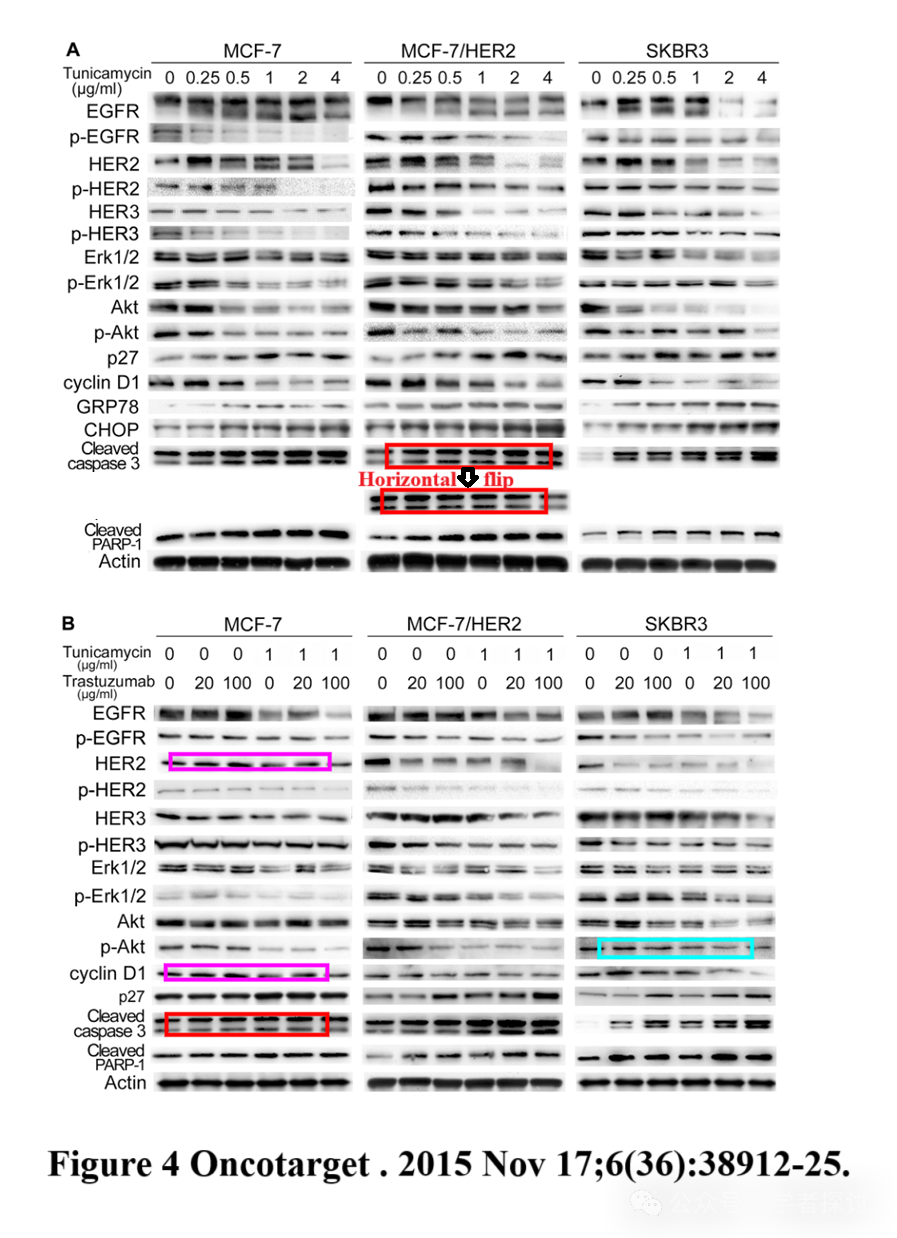 A
MCF-7 MCF-7/HER2 SKBR3
Tunicamycin 0 0.25 0.5 1 2 4 0 0.25 0.5 1 2 4 0 0.25 0.5 1 2 4
(μg/ml)
EGFR
p-EGFR
HER2
p-HER2
HER3
p-HER3
Erk1/2
p-Erk1/2
Akt
p-Akt
p27
cyclin D1
GRP78
CHOP
Cleaved
caspase 3
Horizontal flip
Cleaved
PARP-1
Actin
B
MCF-7 MCF-7/HER2 SKBR3
Tunicamycin 0 0 0 1 1 1 0 0 0 1 1 1 0 0 0 1 1 1
(μg/ml)
Trastuzumab 0 20 100 0 20 100 0 20 100 0 20 100 0 20 100 0 20 100
(μg/ml)
EGFR
p-EGFR
HER2
p-HER2
HER3
p-HER3
Erk1/2
p-Erk1/2
Akt
p-Akt
cyclin D1
p27
Cleaved
caspase 3
Cleaved
PARP-1
Actin
Figure 4 Oncotarget . 2015 Nov 17;6(36):38912-25.